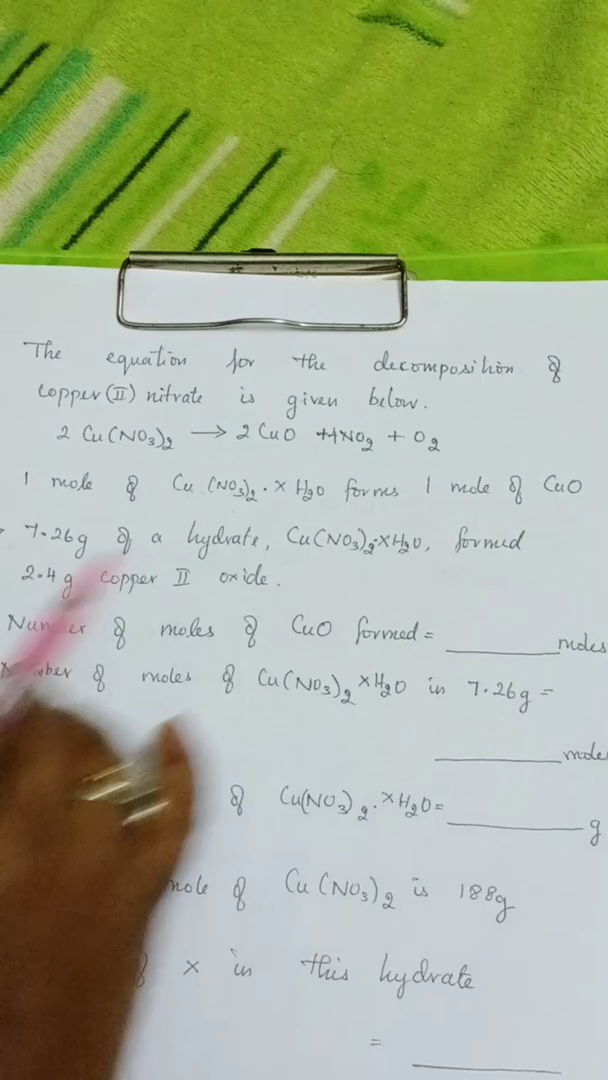 The equation for the decomposition of
Copper (II) nitrate is given below.
2 Cu(NO3)2 → 2 CuO +4NO2 + O2
1 mole of Cu (NO3)2 . x H2O forms 1 mole of CuO
7.26g of a hydrate, Cu(NO3)2.xH2O, formed
2.4g copper II oxide.
Number of moles of CuO formed = ______ moles
of moles of Cu(NO3)2 xH2O in 7.26g =
______ mole
of Cu(NO3)2.xH2O= ______ g
mole of Cu(NO3)2 is 188g
x in this hydrate
= ______